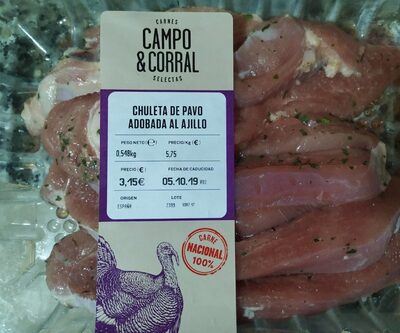 CARNES
CAMPO
& CORRAL
SELECTAS
CHULETA DE PAVO
ADOBADA AL AJILLO
PESO NETO (℮) PRECIO/Kg (€)
0,548kg 5,75
PRECIO (€) FECHA DE CADUCIDAD
3,15€ 05.10.19
ORIGEN LOTE
ESPAÑA
CARNE
NACIONAL
100%